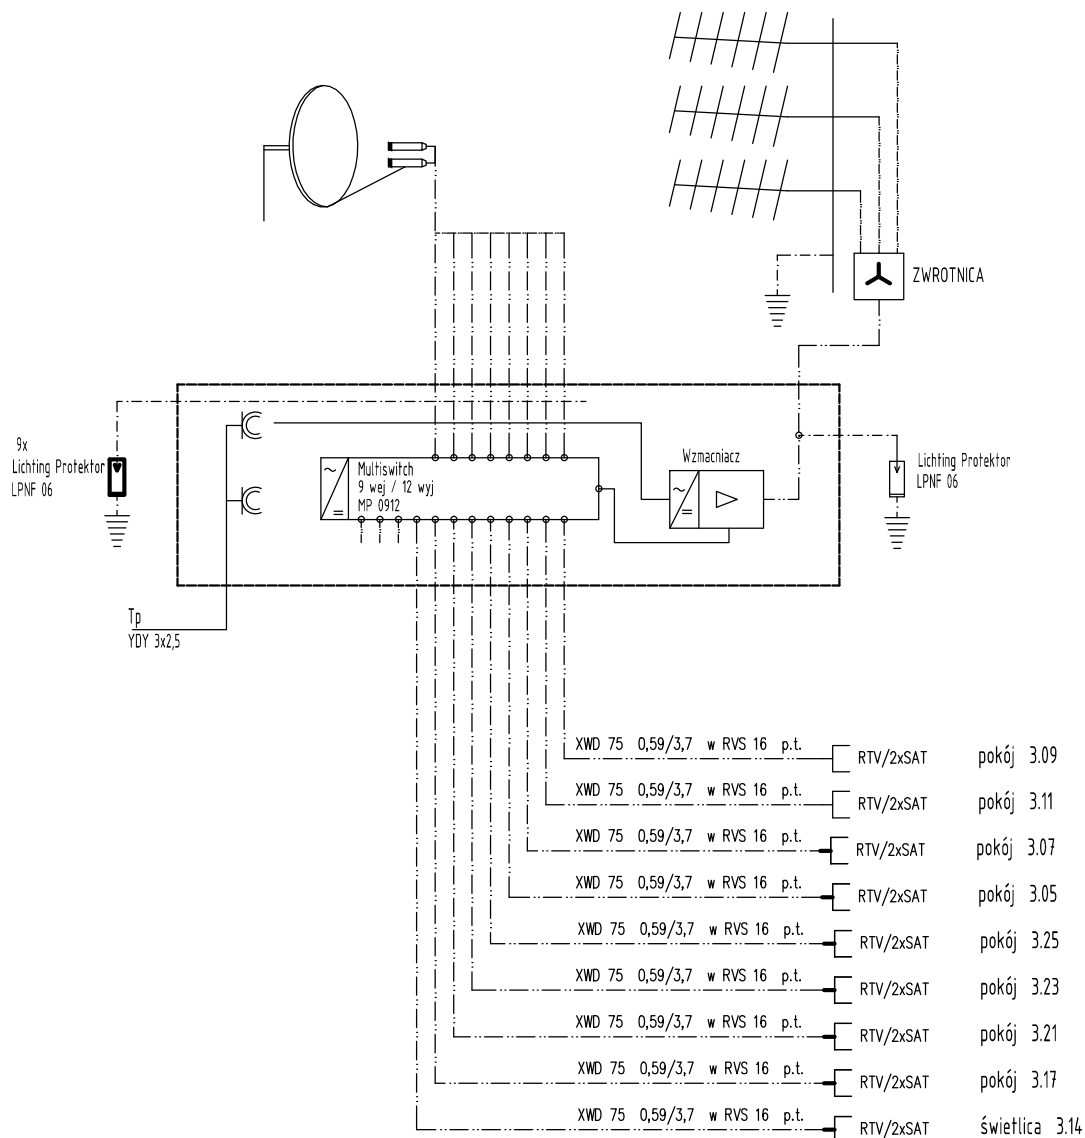 ZWROTNICA
9x
Lichting Protektor
LPNF 06
Multiswitch
9 wej / 12 wyj
MP 0912
Wzmacniacz
Lichting Protektor
LPNF 06
Tp
YDY 3x2,5
XWD 75 0,59/3,7 w RVS 16 p.t. RTV/2xSAT pokój 3.09
XWD 75 0,59/3,7 w RVS 16 p.t. RTV/2xSAT pokój 3.11
XWD 75 0,59/3,7 w RVS 16 p.t. RTV/2xSAT pokój 3.07
XWD 75 0,59/3,7 w RVS 16 p.t. RTV/2xSAT pokój 3.05
XWD 75 0,59/3,7 w RVS 16 p.t. RTV/2xSAT pokój 3.25
XWD 75 0,59/3,7 w RVS 16 p.t. RTV/2xSAT pokój 3.23
XWD 75 0,59/3,7 w RVS 16 p.t. RTV/2xSAT pokój 3.21
XWD 75 0,59/3,7 w RVS 16 p.t. RTV/2xSAT pokój 3.17
XWD 75 0,59/3,7 w RVS 16 p.t. RTV/2xSAT świetlica 3.14